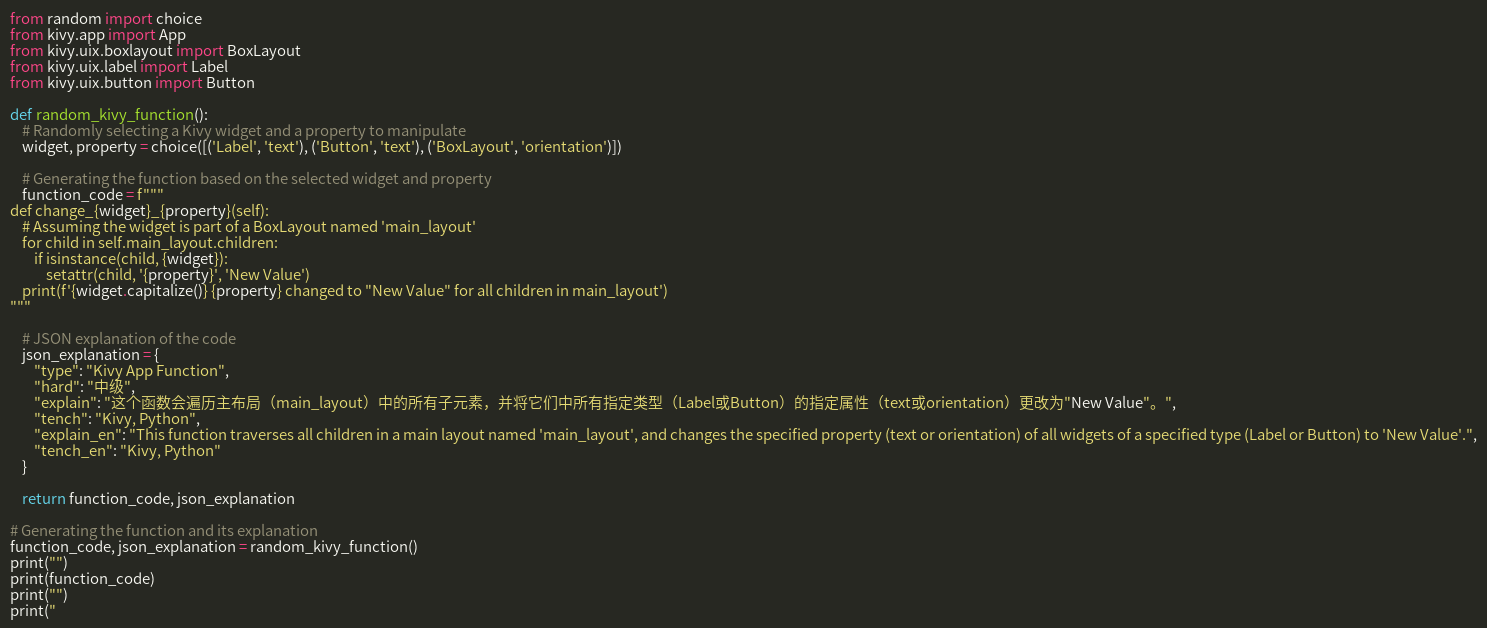 from random import choice
from kivy.app import App
from kivy.uix.boxlayout import BoxLayout
from kivy.uix.label import Label
from kivy.uix.button import Button

def random_kivy_function():
    # Randomly selecting a Kivy widget and a property to manipulate
    widget, property = choice([('Label', 'text'), ('Button', 'text'), ('BoxLayout', 'orientation')])

    # Generating the function based on the selected widget and property
    function_code = f"""
def change_{widget}_{property}(self):
    # Assuming the widget is part of a BoxLayout named 'main_layout'
    for child in self.main_layout.children:
        if isinstance(child, {widget}):
            setattr(child, '{property}', 'New Value')
    print(f'{widget.capitalize()} {property} changed to "New Value" for all children in main_layout')
"""

    # JSON explanation of the code
    json_explanation = {
        "type": "Kivy App Function",
        "hard": "中级",
        "explain": "这个函数会遍历主布局（main_layout）中的所有子元素，并将它们中所有指定类型（Label或Button）的指定属性（text或orientation）更改为"New Value"。",
        "tench": "Kivy, Python",
        "explain_en": "This function traverses all children in a main layout named 'main_layout', and changes the specified property (text or orientation) of all widgets of a specified type (Label or Button) to 'New Value'.",
        "tench_en": "Kivy, Python"
    }

    return function_code, json_explanation

# Generating the function and its explanation
function_code, json_explanation = random_kivy_function()
print("")
print(function_code)
print("")
print("